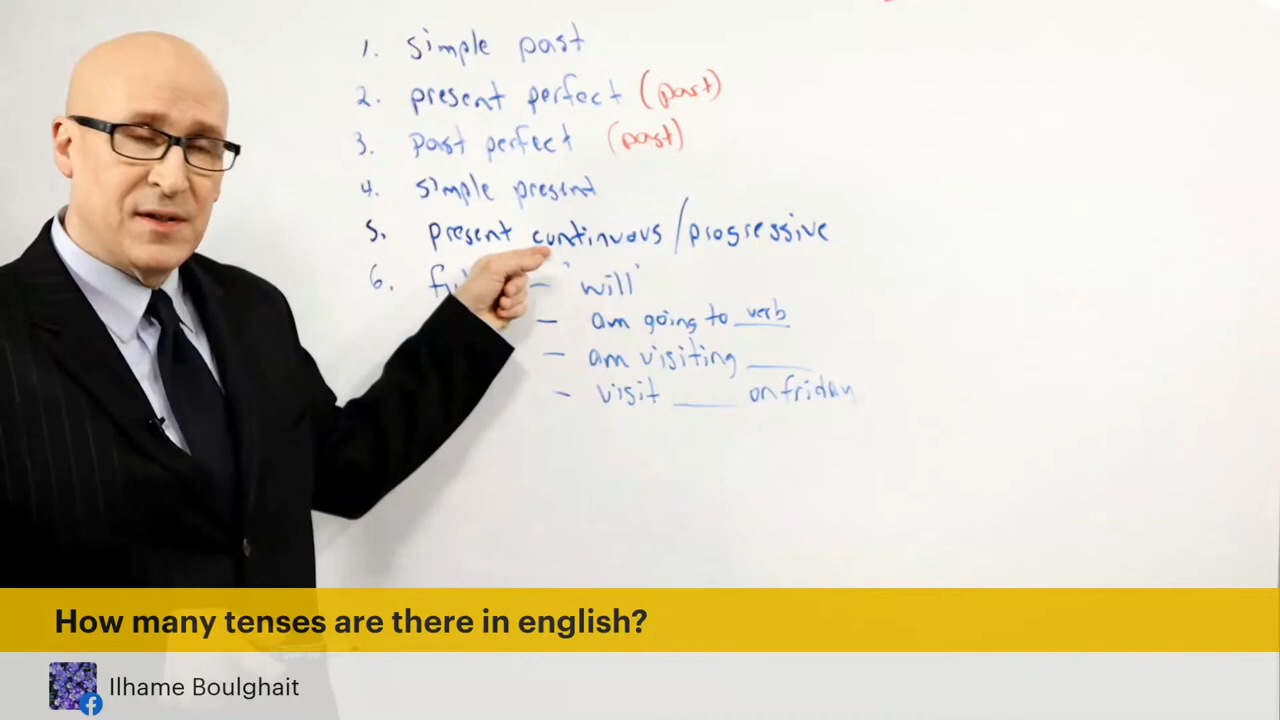 1. simple past
2. present perfect (past)
3. past perfect (past)
4. simple present
5. present continuous / progressive
6. - 'will'
- am going to verb
- am visiting ____
- visit ____ on friday
How many tenses are there in english?
Ilhame Boulghait